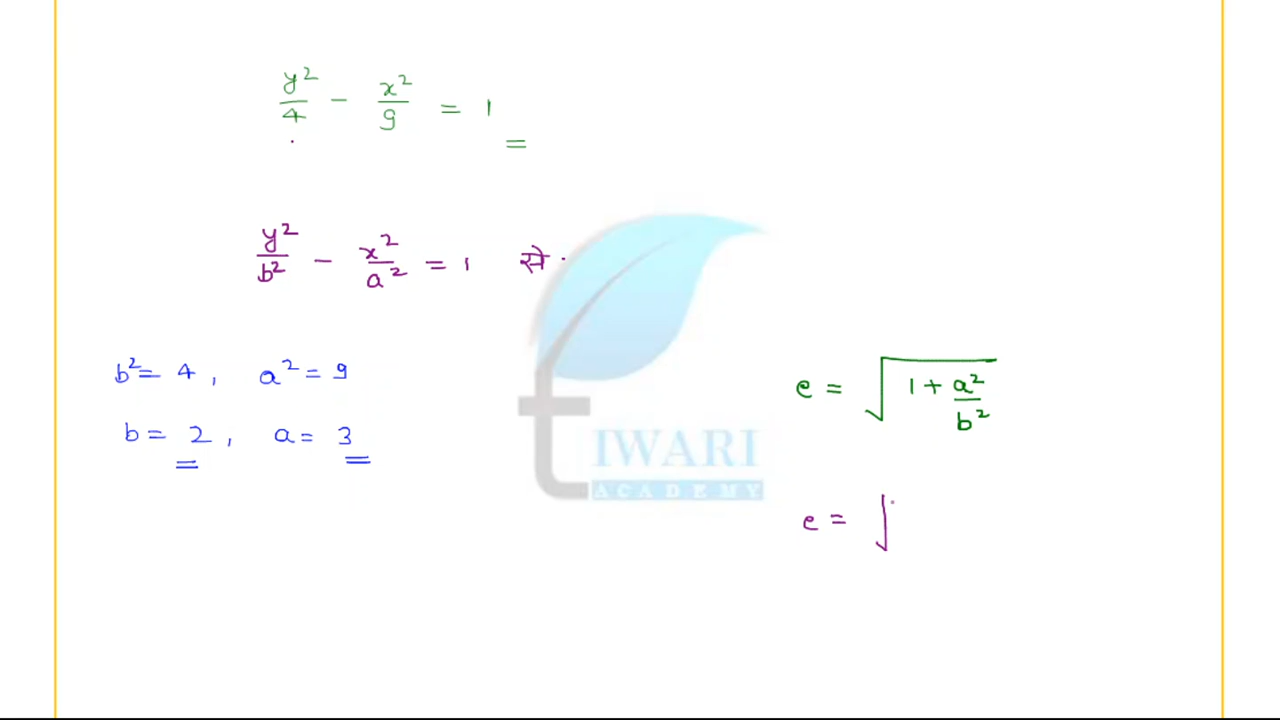 y²/4 - x²/9 = 1
=
y²/b² - x²/a² = 1 से
b² = 4, a² = 9
b = 2, a = 3
e = √(1 + a²/b²)
e = √
tIWARI
ACADEMY